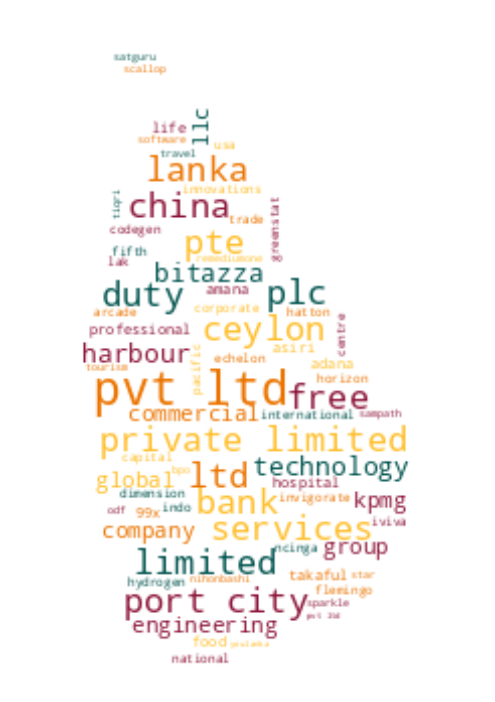 satguru
scallop
llc
life
software
usa
travel
lanka
innovations
tiqri
china
trade
greenstat
codegen
pte
fifth
remediumone
lak
bitazza
duty
amana
plc
arcade
corporate
hatton
professional
ceylon
centre
harbour
pacific
asiri
echelon
adana
tourism
horizon
pvt ltd
free
commercial
international
sampath
private limited
capital
technology
global
bpo
ltd
hospital
dimension
bank
invigorate
kpmg
odf
99x
indo
company
services
iviva
limited
ncinga
group
hydrogen
nihonbashi
takaful
star
flemingo
port city
sparkle
pvt ltd
engineering
food
national